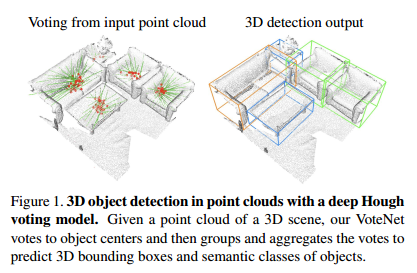 Voting from input point cloud
3D detection output
Figure 1. 3D object detection in point clouds with a deep Hough
voting model. Given a point cloud of a 3D scene, our VoteNet
votes to object centers and then groups and aggregates the votes to
predict 3D bounding boxes and semantic classes of objects.